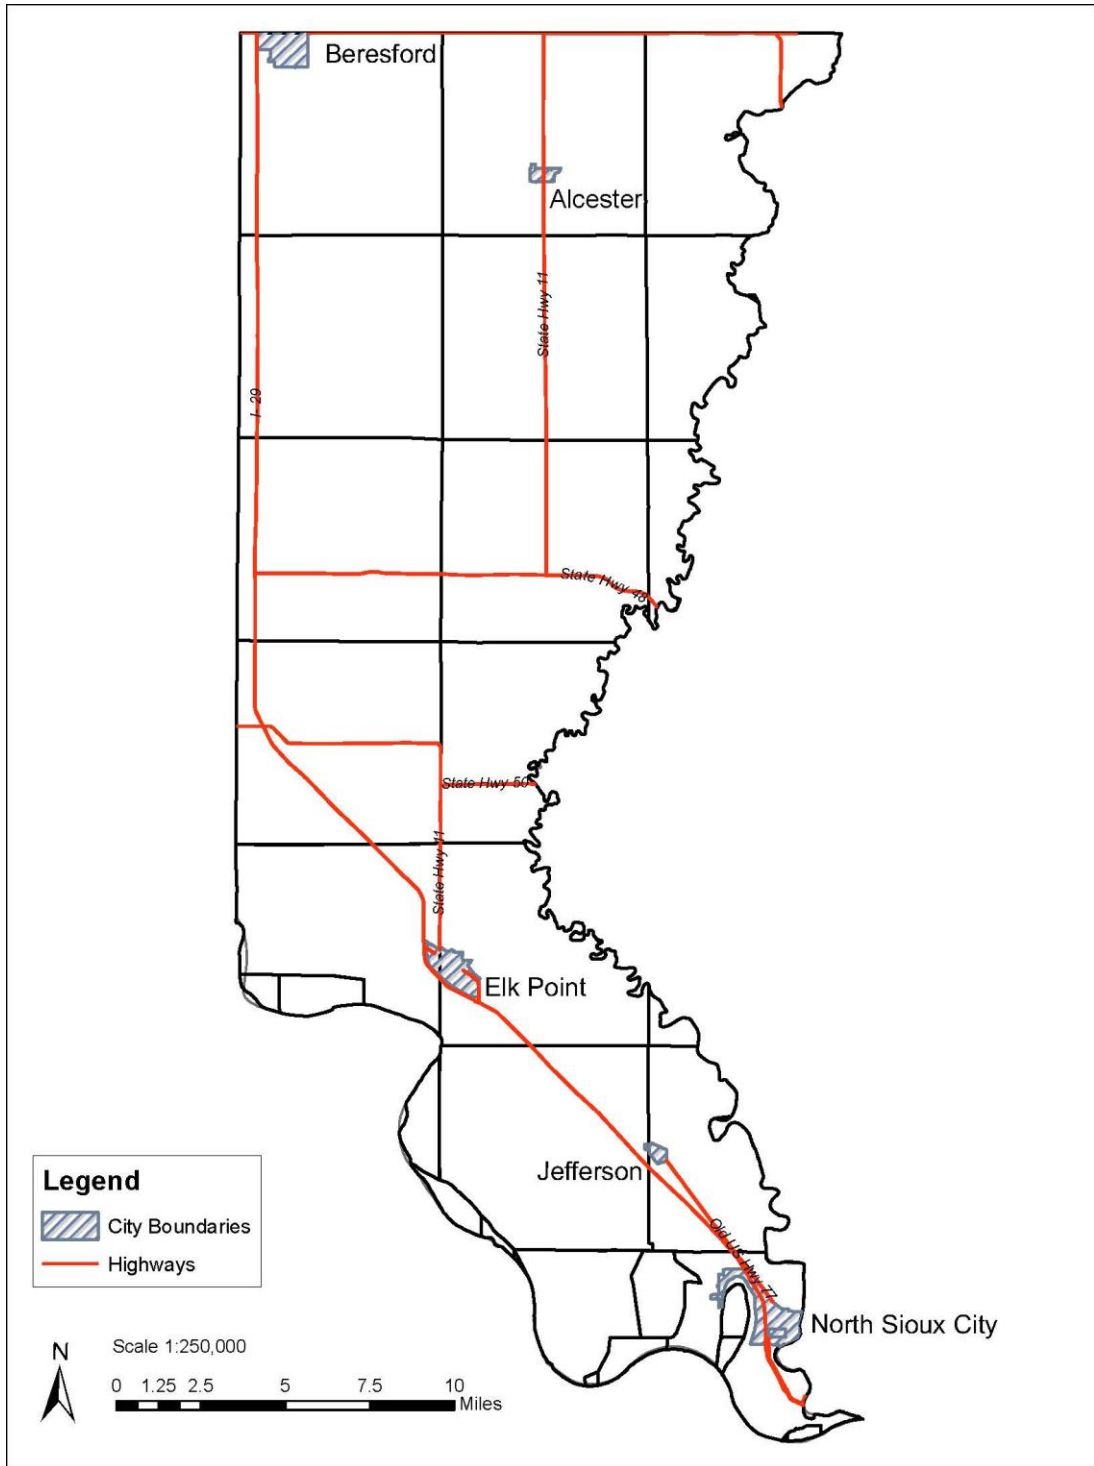 Beresford
Alcester
State Hwy 11
I- 29
State Hwy 48
State Hwy 50
State Hwy 11
Elk Point
Jefferson
Old US Hwy 77
North Sioux City
Legend
City Boundaries
Highways
N
Scale 1:250,000
0 1.25 2.5 5 7.5 10
Miles